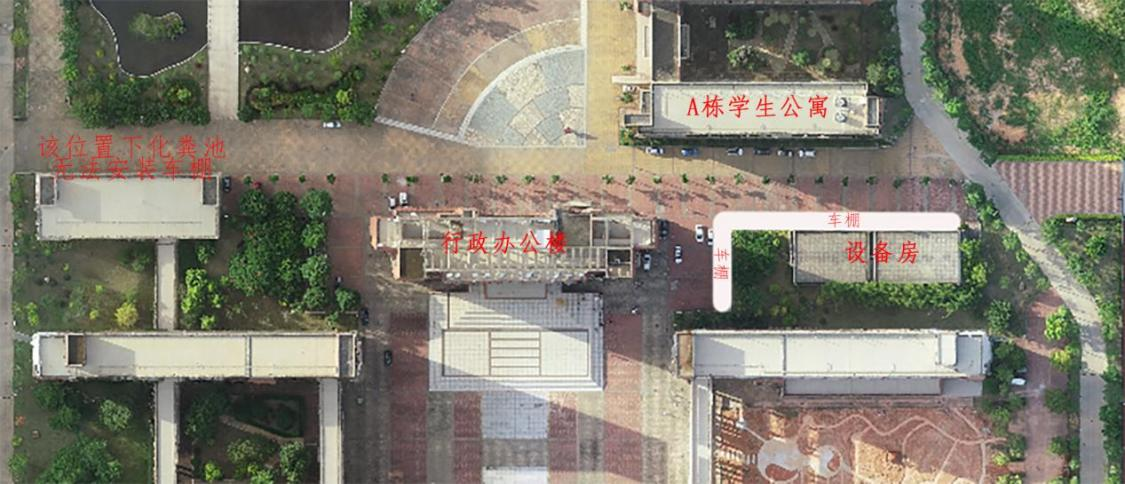 A栋学生公寓
该位置下化粪池
无法安装车棚
车棚
行政办公楼
设备房
车棚